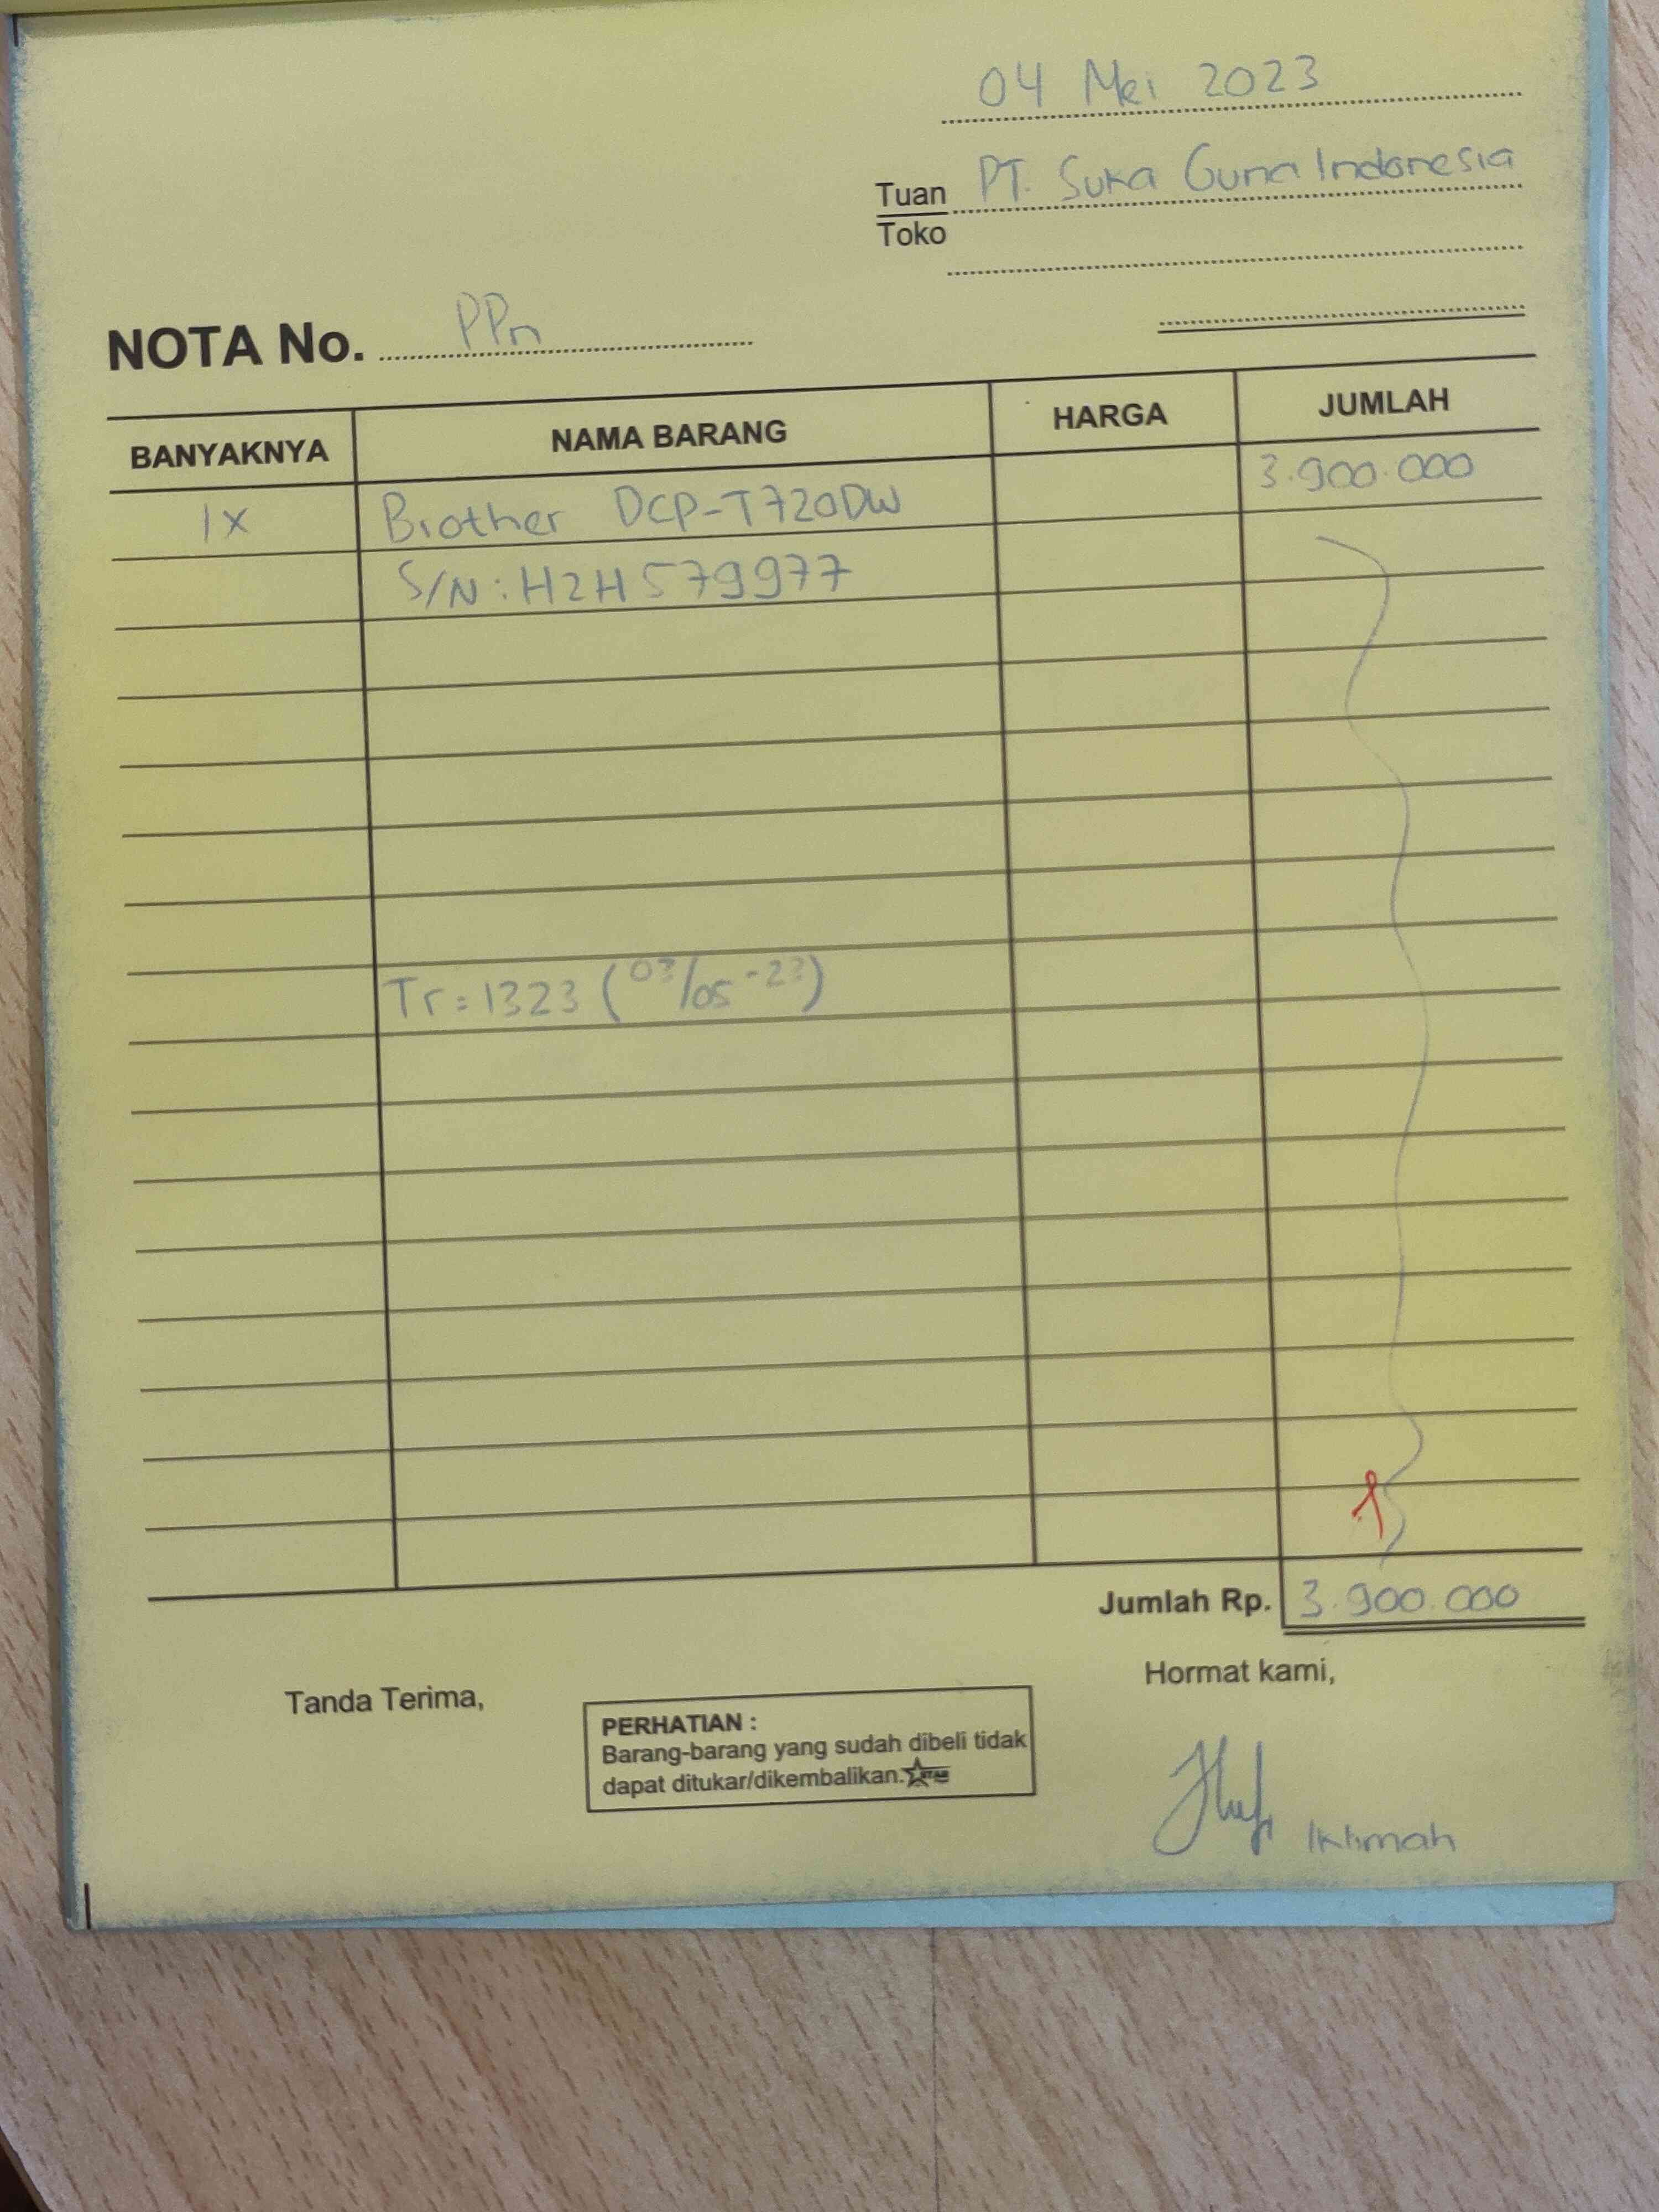 04 Mei 2023
Tuan PT. Suka Guna Indonesia
Toko
NOTA No. PPn
BANYAKNYA NAMA BARANG HARGA JUMLAH
1x Brother DCP-T720DW 3.900.000
S/N: H2H579977
Tr = 1323 (03/05-23)
Jumlah Rp. 3.900.000
Tanda Terima,
Hormat kami,
PERHATIAN :
Barang-barang yang sudah dibeli tidak
dapat ditukar/dikembalikan.
Iklimah